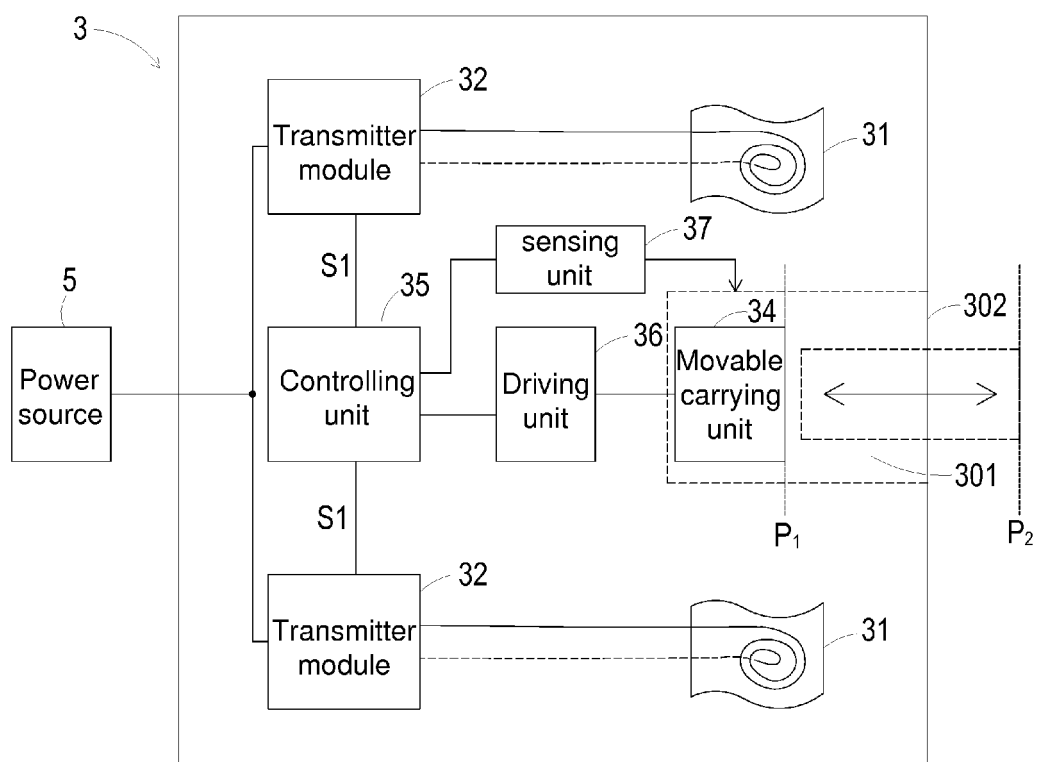 3
32
Transmitter
module
31
37
sensing
unit
S1
5
35
34
302
36
Power
source
Controlling
unit
Driving
unit
Movable
carrying
unit
301
S1
P1
P2
32
Transmitter
module
31